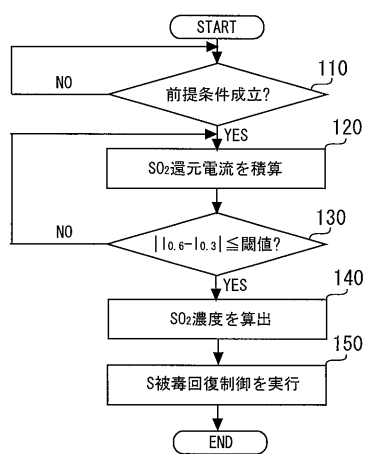 START
110
前提条件成立?
NO
YES
120
SO₂還元電流を積算
130
|I₀.₆−I₀.₃|≦閾値?
NO
YES
140
SO₂濃度を算出
150
S被毒回復制御を実行
END